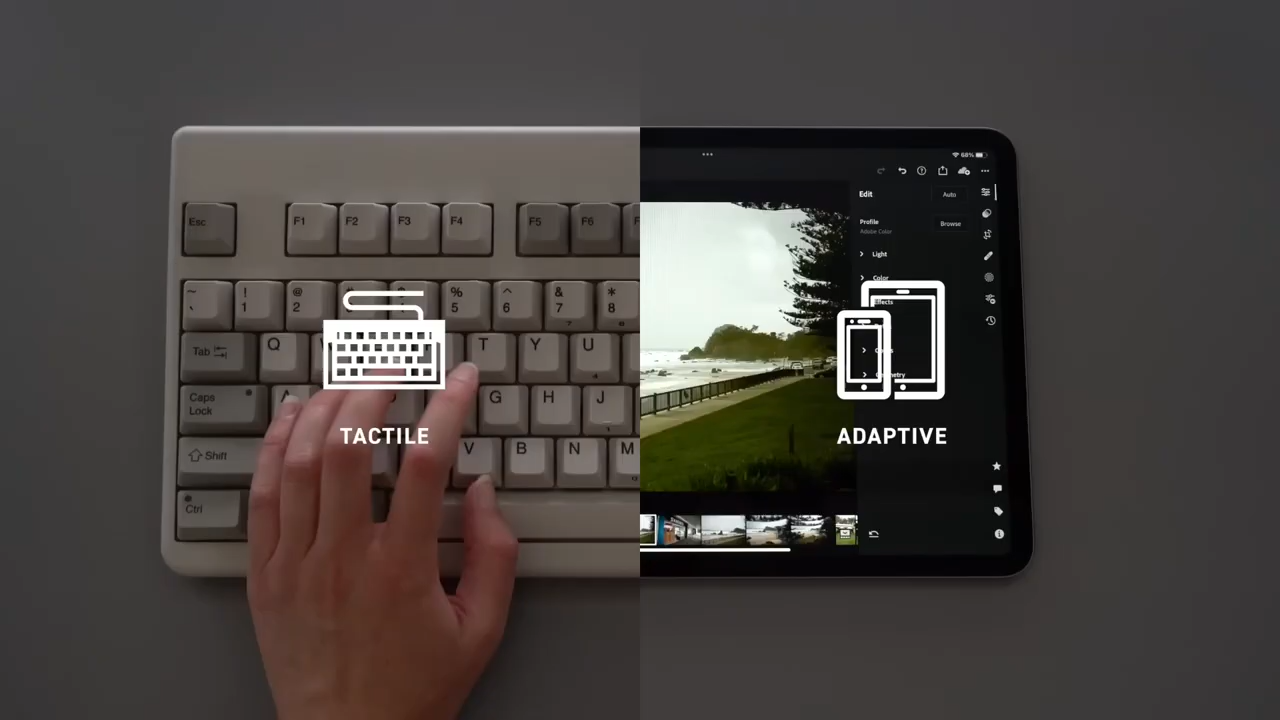 Esc F1 F2 F3 F4 F5 F6
~ ! @ % ^ & *
` 1 2 5 6 7 8
Tab Q T Y U
Caps
Lock
G H J
Shift V B N M
Ctrl
TACTILE
68%
Edit Auto
Profile
Adobe Color
Browse
Light
Color
Effects
ADAPTIVE